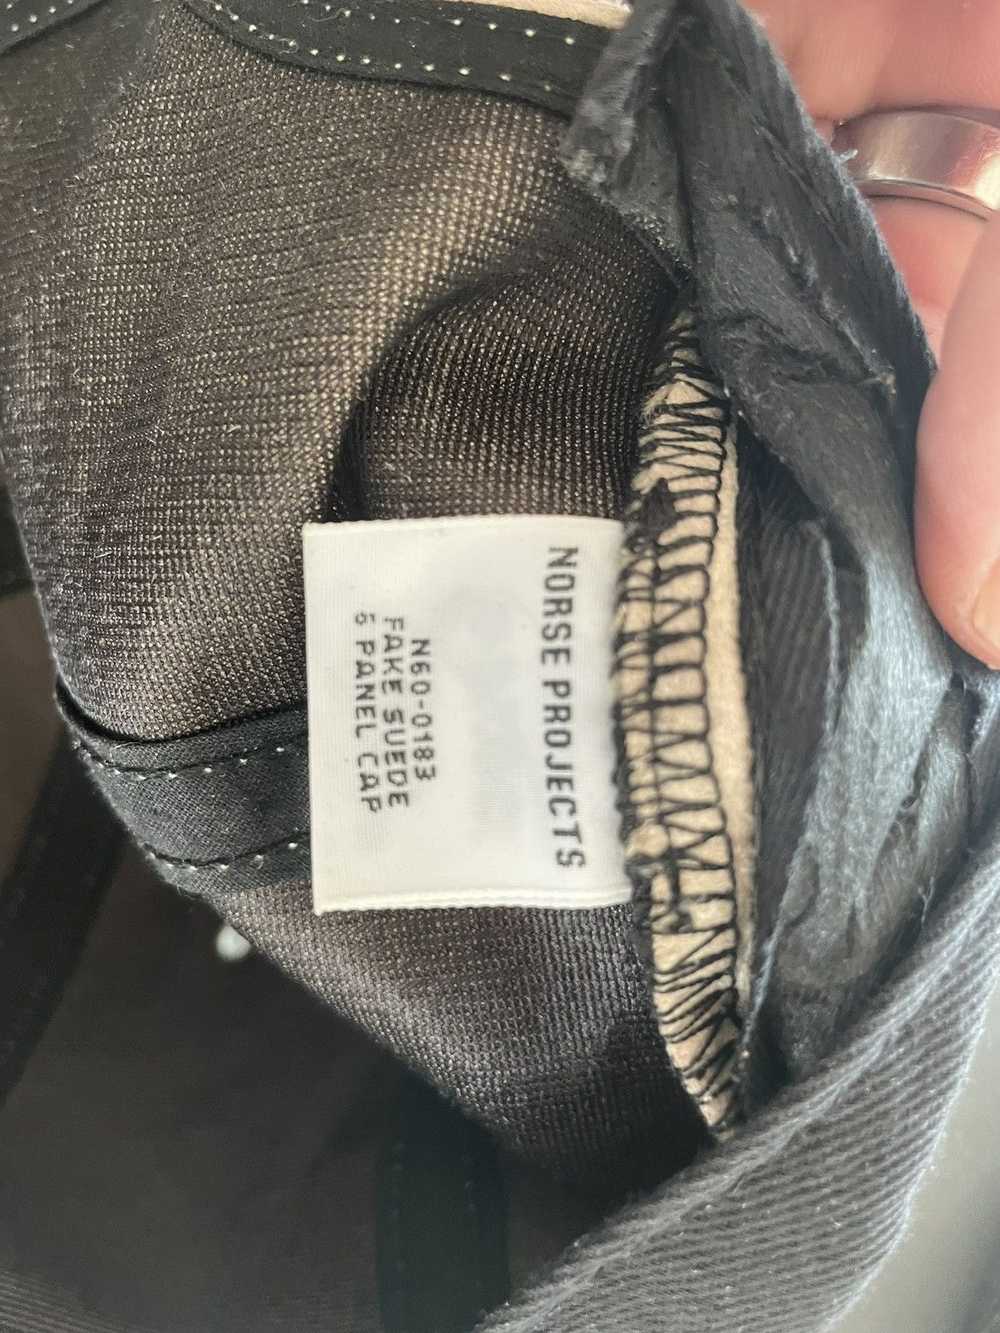 NORSE PROJECTS
N60-0183
FAKE SUEDE
5 PANEL CAP